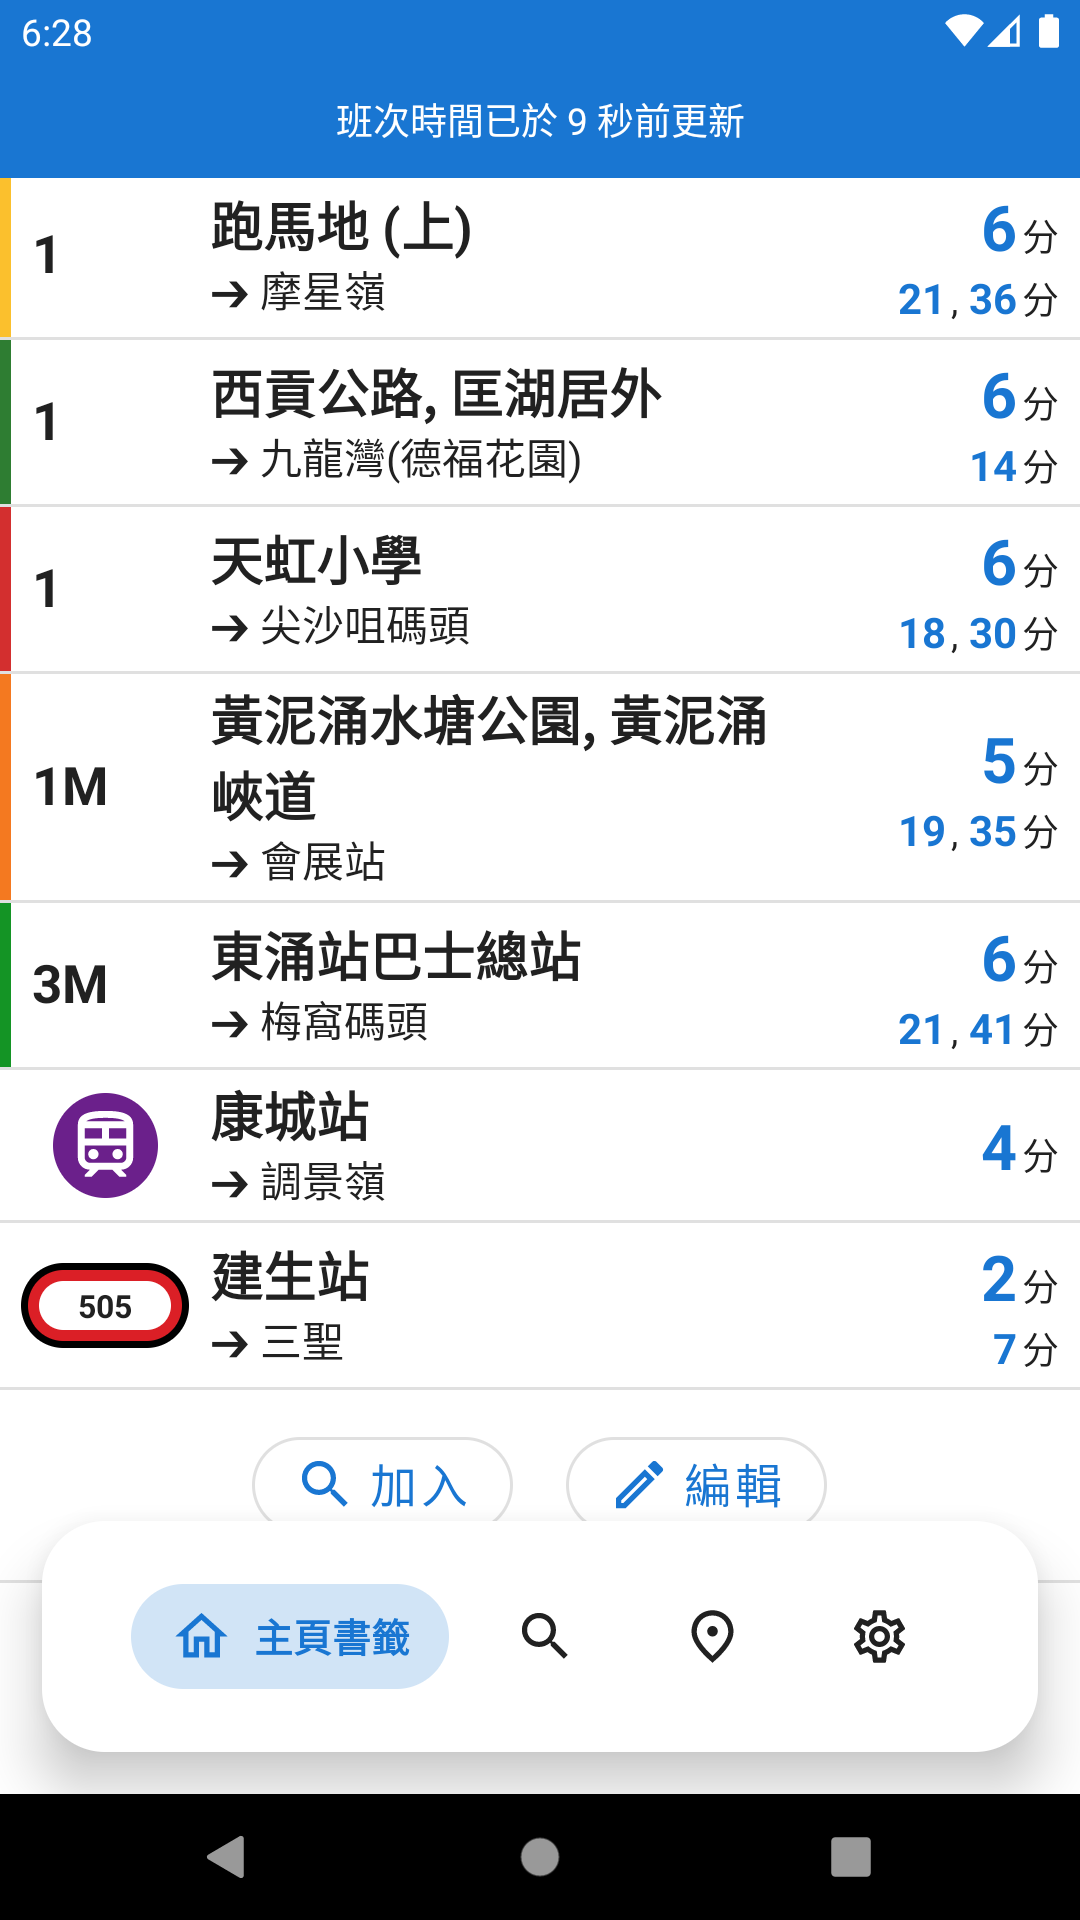 6:28
班次時間已於 9 秒前更新
1
跑馬地 (上)
➔ 摩星嶺
6 分
21, 36 分
1
西貢公路, 匡湖居外
➔ 九龍灣(德福花園)
6 分
14 分
1
天虹小學
➔ 尖沙咀碼頭
6 分
18, 30 分
1M
黃泥涌水塘公園, 黃泥涌
峽道
➔ 會展站
5 分
19, 35 分
3M
東涌站巴士總站
➔ 梅窩碼頭
6 分
21, 41 分
康城站
➔ 調景嶺
4 分
505
建生站
➔ 三聖
2 分
7 分
加入
編輯
主頁書籤